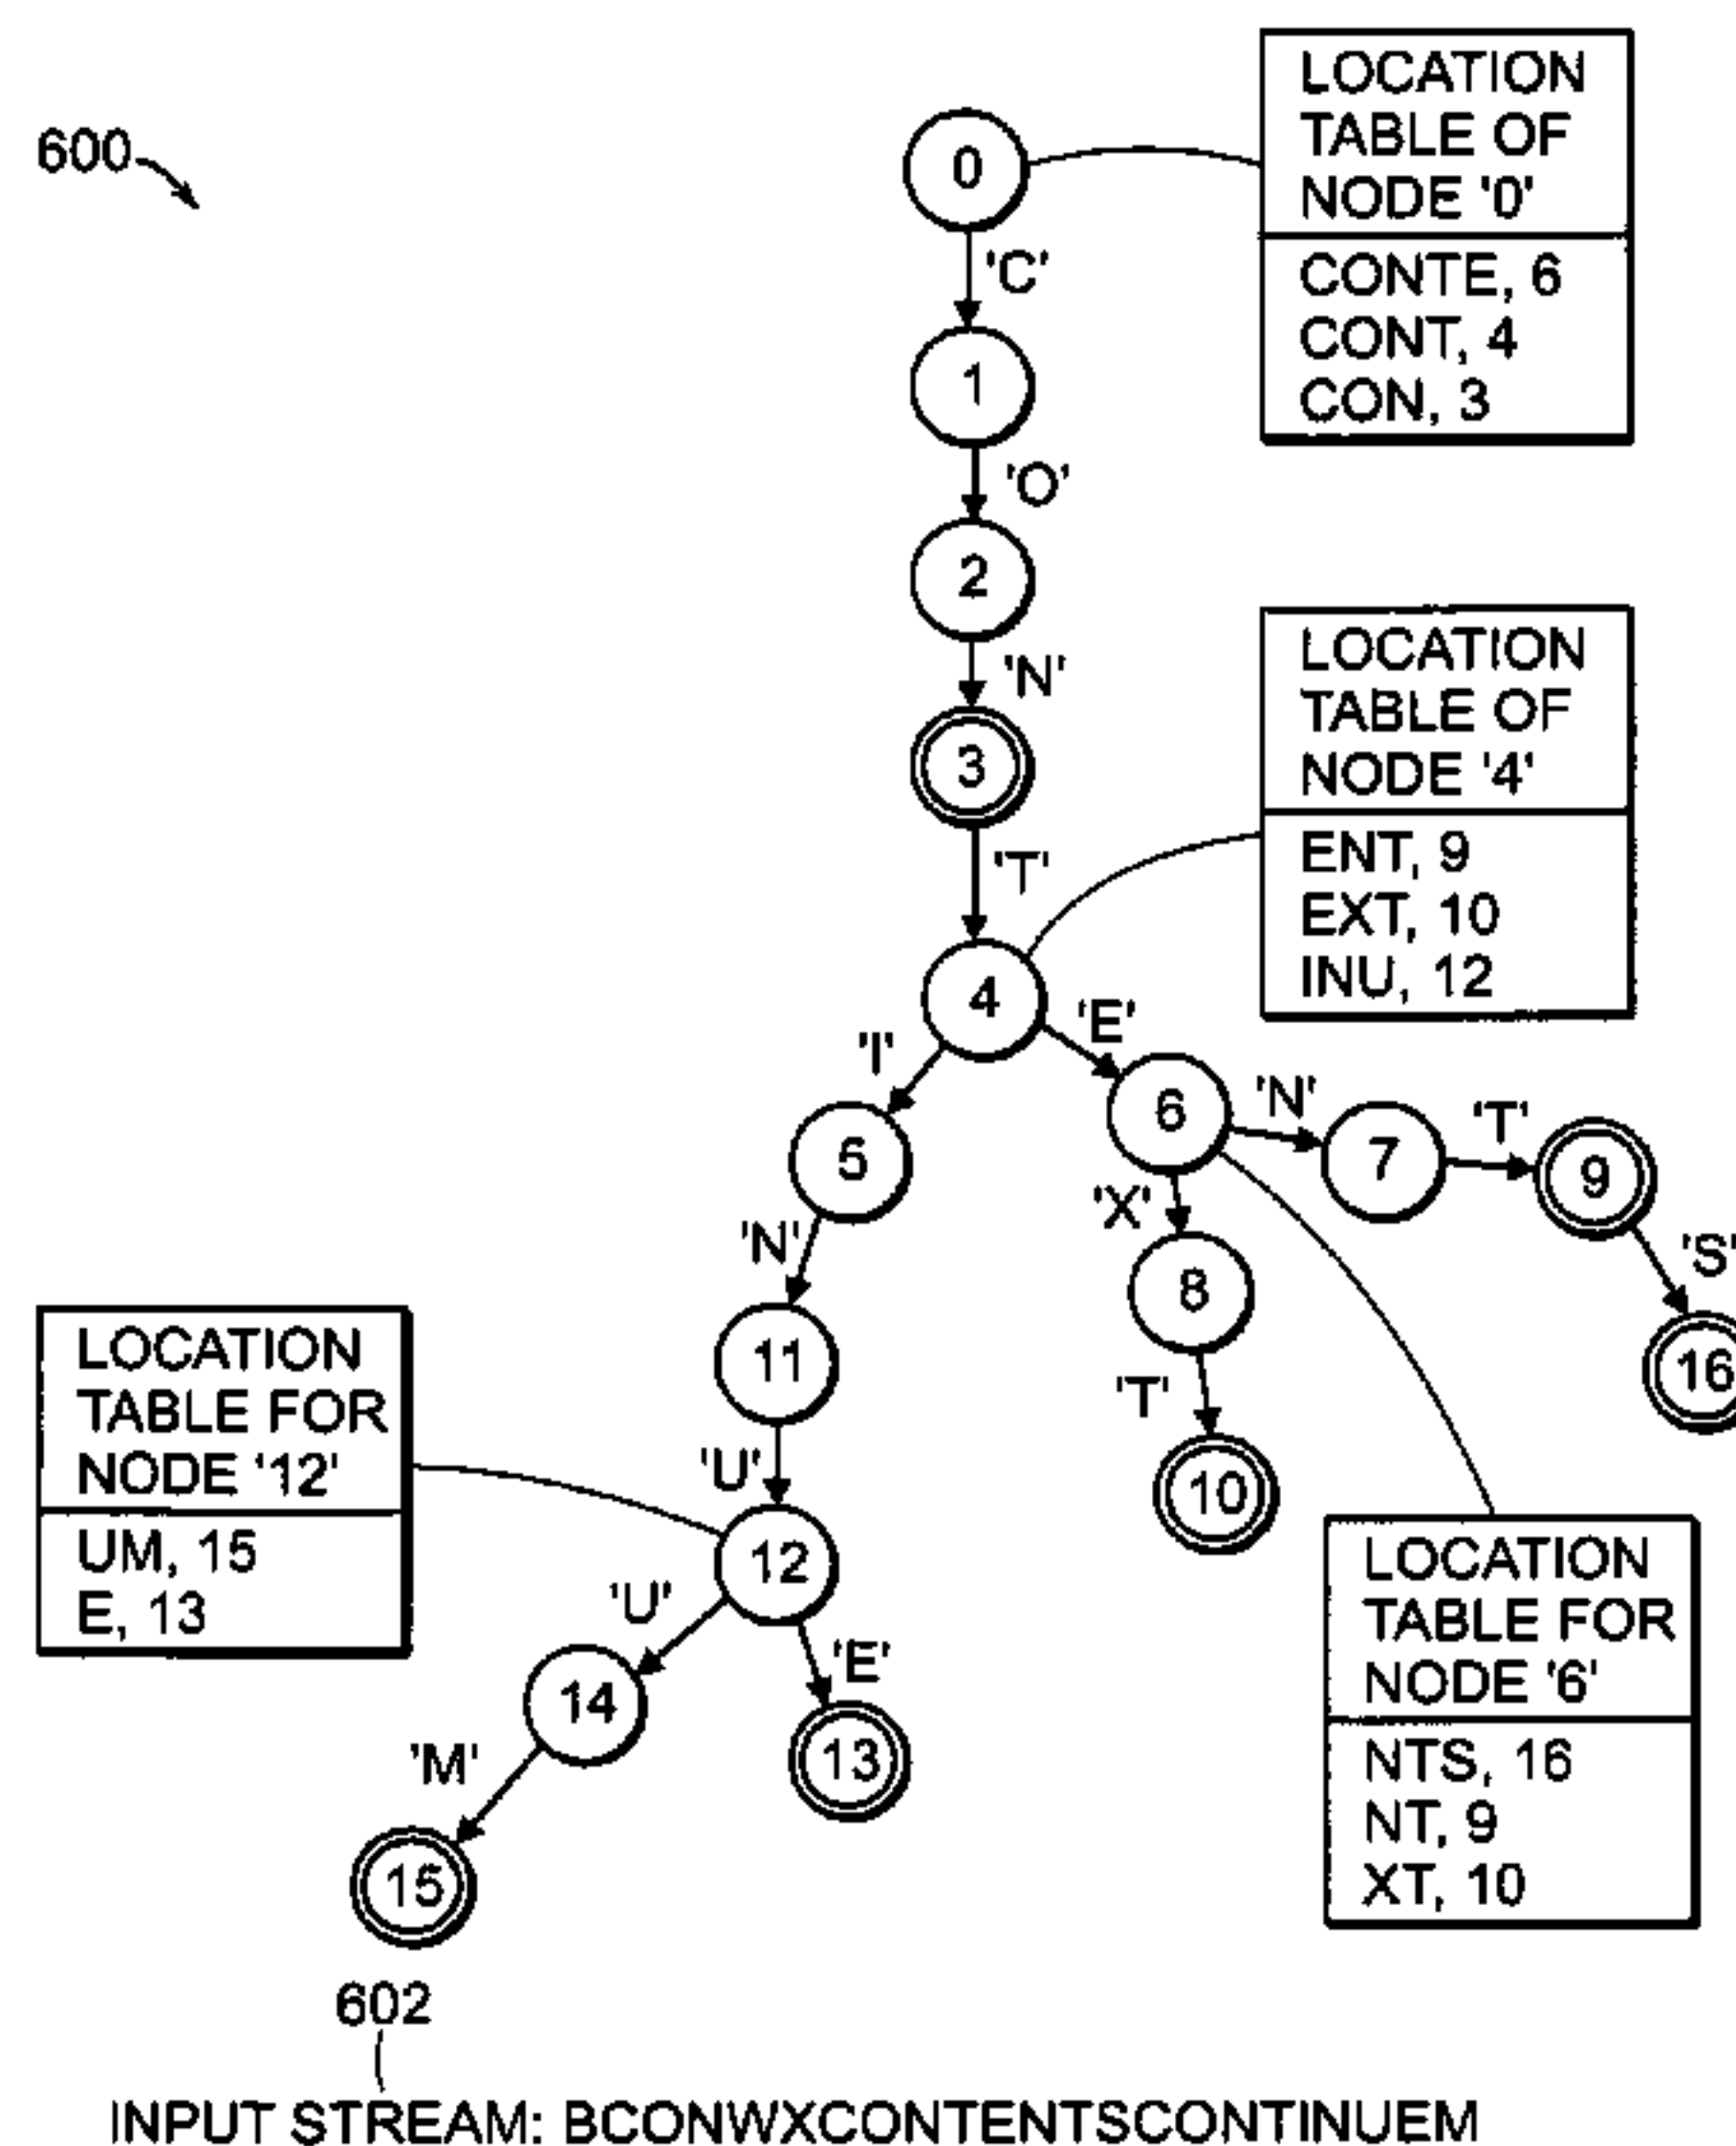 600
0
LOCATION
TABLE OF
NODE '0'
CONTE, 6
CONT, 4
CON, 3
'C'
1
'O'
2
'N'
3
'T'
LOCATION
TABLE OF
NODE '4'
ENT, 9
EXT, 10
INU, 12
4
'I'
'E'
5
6
'N'
7
'T'
9
'S'
16
'X'
8
'T'
10
'N'
11
'U'
12
LOCATION
TABLE FOR
NODE '12'
UM, 15
E, 13
'U'
'E'
14
13
'M'
15
LOCATION
TABLE FOR
NODE '6'
NTS, 16
NT, 9
XT, 10
602
INPUT STREAM: BCONWXCONTENTSCONTINUEM